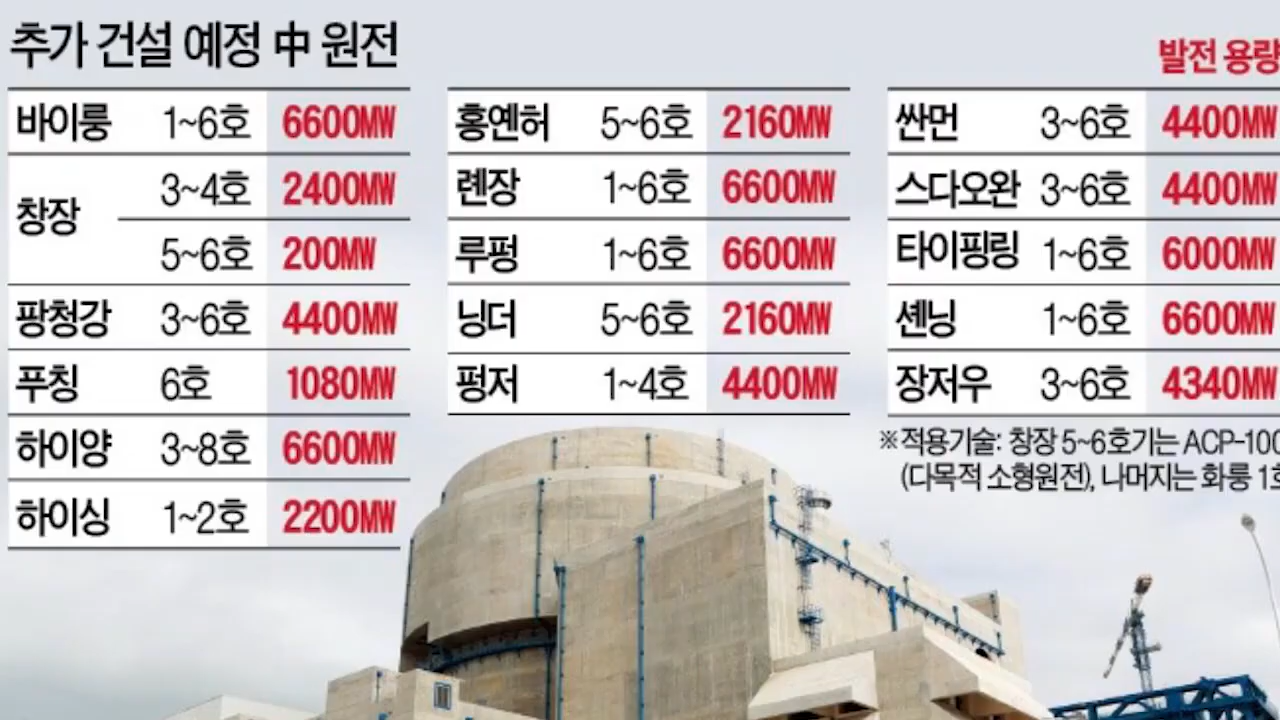 추가 건설 예정 中 원전
발전 용량
바이룽 1~6호 6600MW
창장 3~4호 2400MW
5~6호 200MW
팡청강 3~6호 4400MW
푸칭 6호 1080MW
하이양 3~8호 6600MW
하이싱 1~2호 2200MW
홍옌허 5~6호 2160MW
롄장 1~6호 6600MW
루펑 1~6호 6600MW
닝더 5~6호 2160MW
펑저 1~4호 4400MW
싼먼 3~6호 4400MW
스다오완 3~6호 4400MW
타이핑링 1~6호 6000MW
셴닝 1~6호 6600MW
장저우 3~6호 4340MW
※적용기술: 창장 5~6호기는 ACP-100
(다목적 소형원전), 나머지는 화룽 1호